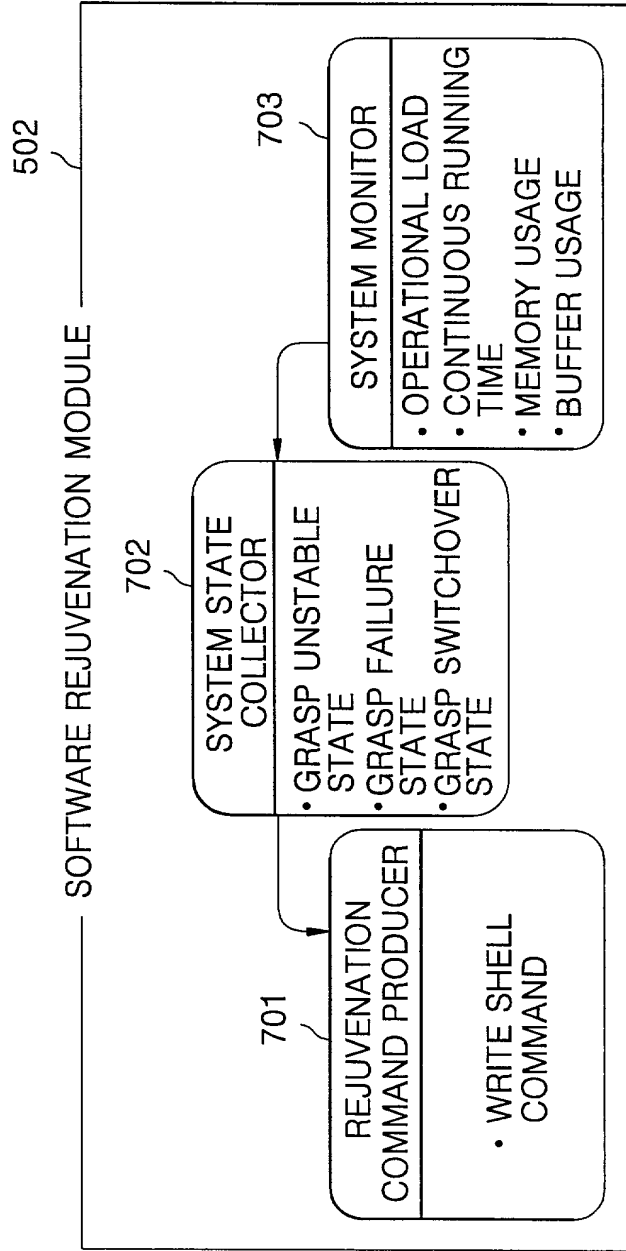 SOFTWARE REJUVENATION MODULE
502
701
REJUVENATION
COMMAND PRODUCER
• WRITE SHELL
COMMAND
702
SYSTEM STATE
COLLECTOR
• GRASP UNSTABLE
STATE
• GRASP FAILURE
STATE
• GRASP SWITCHOVER
STATE
703
SYSTEM MONITOR
• OPERATIONAL LOAD
• CONTINUOUS RUNNING
TIME
• MEMORY USAGE
• BUFFER USAGE